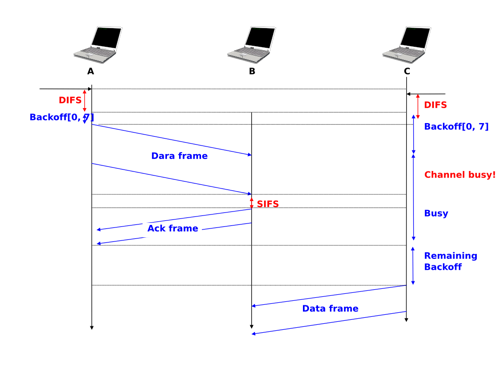 A
B
C
DIFS
DIFS
Backoff[0, 7]
Backoff[0, 7]
Dara frame
Channel busy!
SIFS
Busy
Ack frame
Remaining
Backoff
Data frame